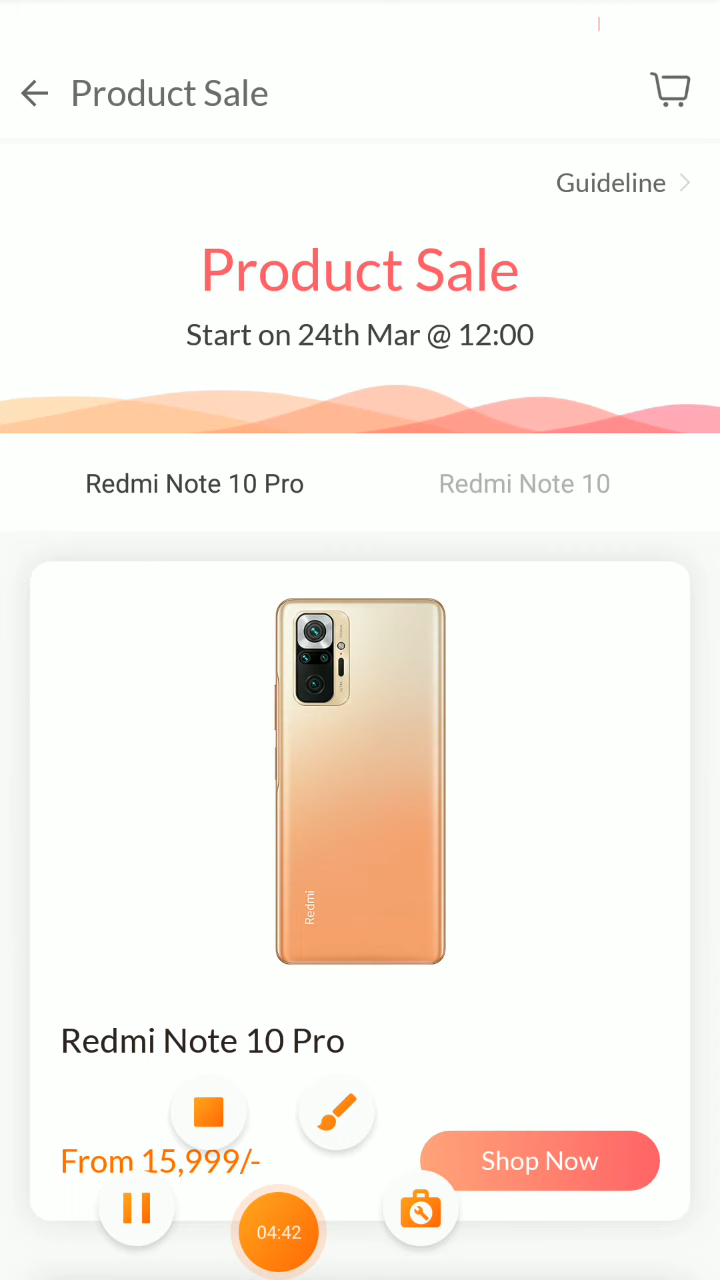 Product Sale
Guideline
Product Sale
Start on 24th Mar @ 12:00
Redmi Note 10 Pro
Redmi Note 10
Redmi
Redmi Note 10 Pro
From 15,999/-
Shop Now
04:42